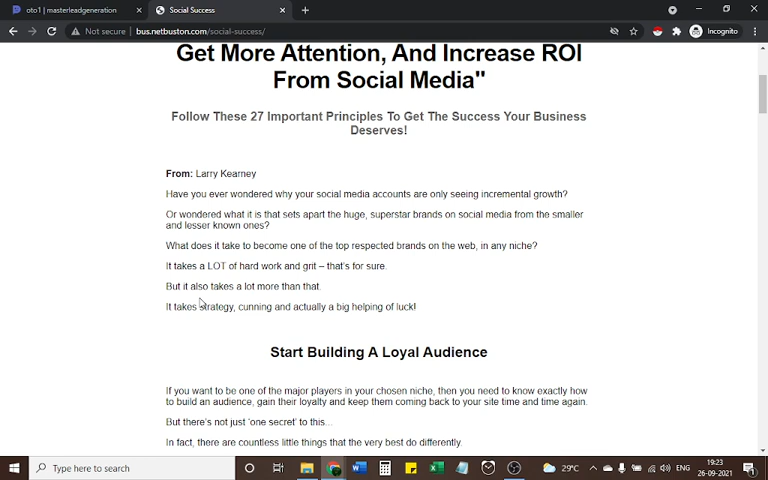 oto1 | masterleadgeneration
Social Success
Not secure | bus.netbuston.com/social-success/
Incognito
Get More Attention, And Increase ROI
From Social Media"
Follow These 27 Important Principles To Get The Success Your Business
Deserves!
From: Larry Kearney
Have you ever wondered why your social media accounts are only seeing incremental growth?
Or wondered what it is that sets apart the huge, superstar brands on social media from the smaller
and lesser known ones?
What does it take to become one of the top respected brands on the web, in any niche?
It takes a LOT of hard work and grit – that's for sure.
But it also takes a lot more than that.
It takes strategy, cunning and actually a big helping of luck!
Start Building A Loyal Audience
If you want to be one of the major players in your chosen niche, then you need to know exactly how
to build an audience, gain their loyalty and keep them coming back to your site time and time again.
But there's not just 'one secret' to this...
In fact, there are countless little things that the very best do differently.
Type here to search
29°C
ENG
19:23
26-09-2021